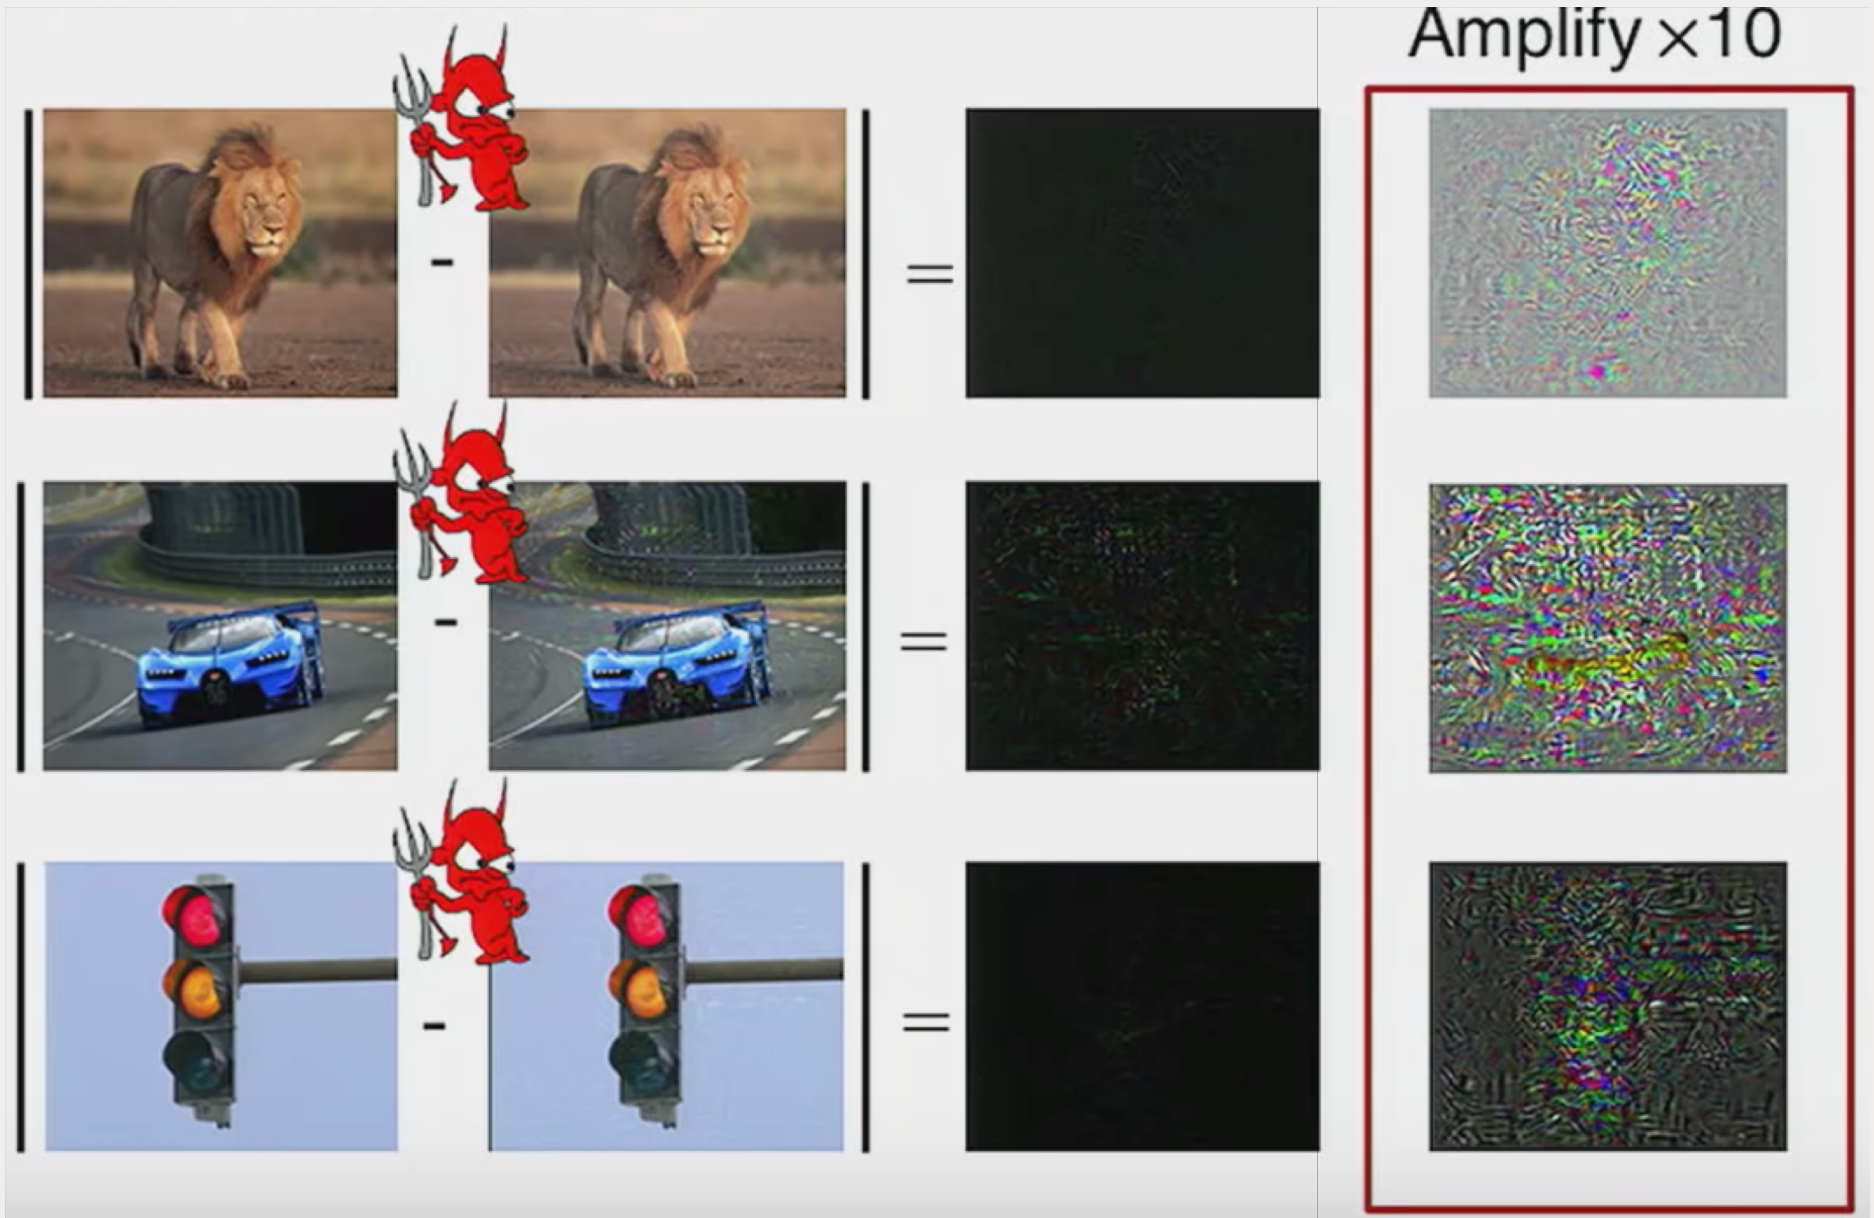 Amplify ×10
- =
- =
- =